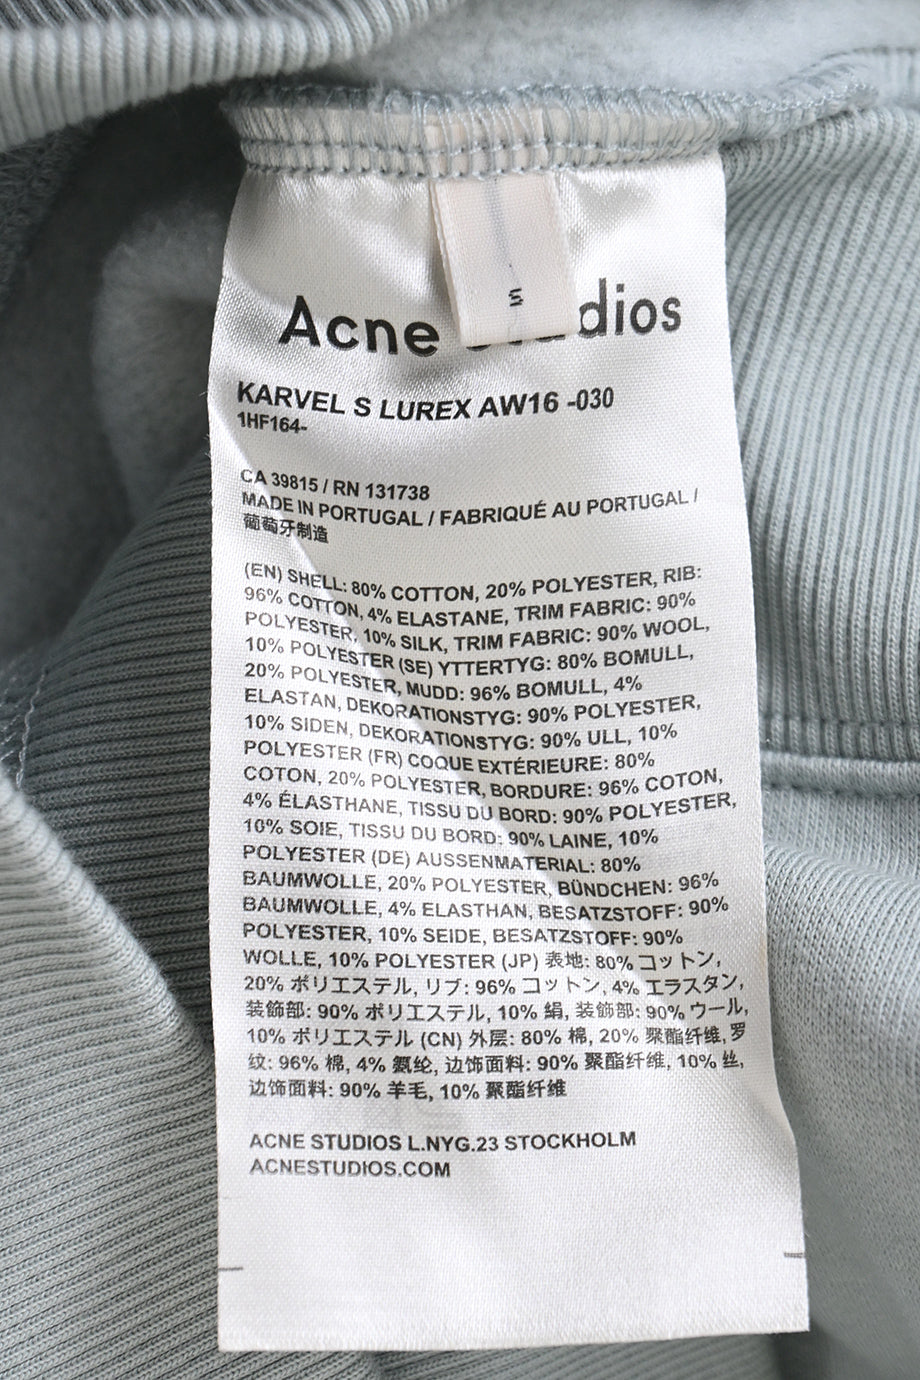 S
Acne Studios
KARVEL S LUREX AW16 -030
1HF164-
CA 39815 / RN 131738
MADE IN PORTUGAL / FABRIQUÉ AU PORTUGAL /
葡萄牙制造
(EN) SHELL: 80% COTTON, 20% POLYESTER, RIB:
96% COTTON, 4% ELASTANE, TRIM FABRIC: 90%
POLYESTER, 10% SILK, TRIM FABRIC: 90% WOOL,
10% POLYESTER (SE) YTTERTYG: 80% BOMULL,
20% POLYESTER, MUDD: 96% BOMULL, 4%
ELASTAN, DEKORATIONSTYG: 90% POLYESTER,
10% SIDEN, DEKORATIONSTYG: 90% ULL, 10%
POLYESTER (FR) COQUE EXTÉRIEURE: 80%
COTON, 20% POLYESTER, BORDURE: 96% COTON,
4% ÉLASTHANE, TISSU DU BORD: 90% POLYESTER,
10% SOIE, TISSU DU BORD: 90% LAINE, 10%
POLYESTER (DE) AUSSENMATERIAL: 80%
BAUMWOLLE, 20% POLYESTER, BÜNDCHEN: 96%
BAUMWOLLE, 4% ELASTHAN, BESATZSTOFF: 90%
POLYESTER, 10% SEIDE, BESATZSTOFF: 90%
WOLLE, 10% POLYESTER (JP) 表地: 80% コットン,
20% ポリエステル, リブ: 96% コットン, 4% エラスタン,
装飾部: 90% ポリエステル, 10% 絹, 装飾部: 90% ウール,
10% ポリエステル (CN) 外层: 80% 棉, 20% 聚酯纤维, 罗
纹: 96% 棉, 4% 氨纶, 边饰面料: 90% 聚酯纤维, 10% 丝,
边饰面料: 90% 羊毛, 10% 聚酯纤维
ACNE STUDIOS L.NYG.23 STOCKHOLM
ACNESTUDIOS.COM